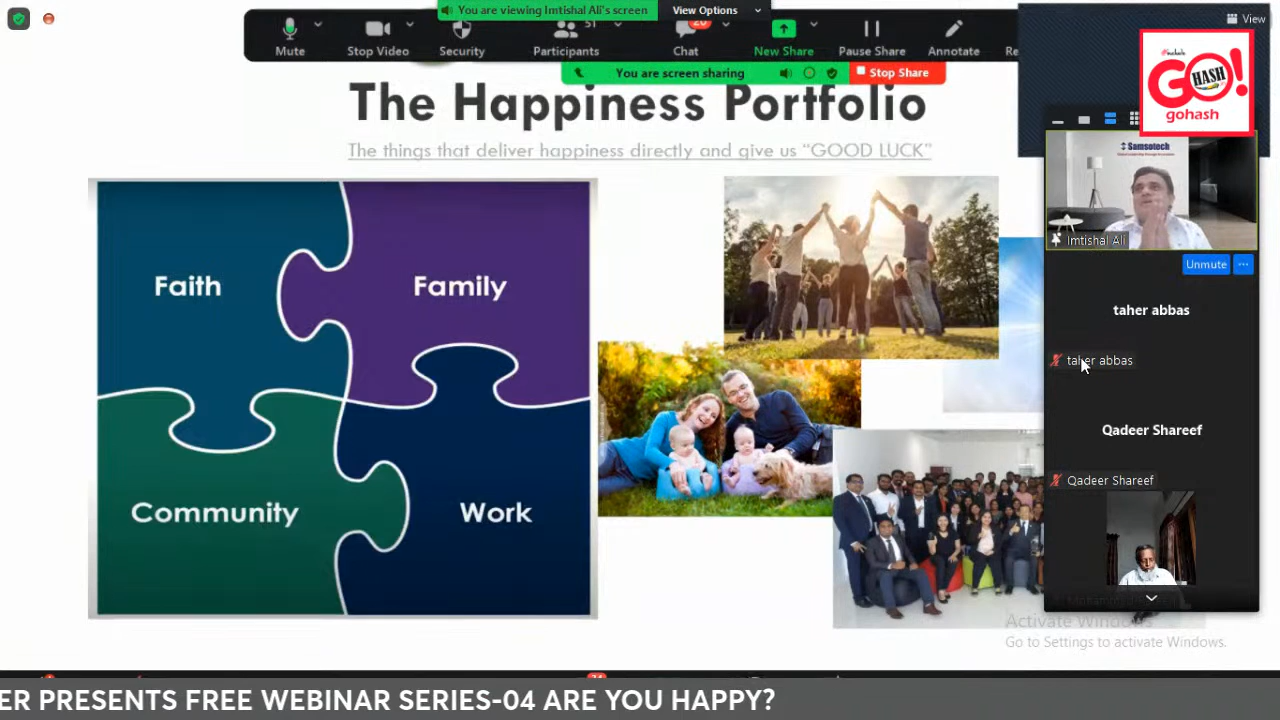 You are viewing Imtishal Ali's screen
View Options
View
Mute
Stop Video
Security
51
Participants
Chat
New Share
Pause Share
Annotate
You are screen sharing
Stop Share
GO!
HASH
gohash
The Happiness Portfolio
The things that deliver happiness directly and give us “GOOD LUCK”
Samsotech
Imtishal Ali
Unmute
taher abbas
taher abbas
Qadeer Shareef
Qadeer Shareef
Faith
Family
Community
Work
Activate Windows
Go to Settings to activate Windows.
ER PRESENTS FREE WEBINAR SERIES-04 ARE YOU HAPPY?